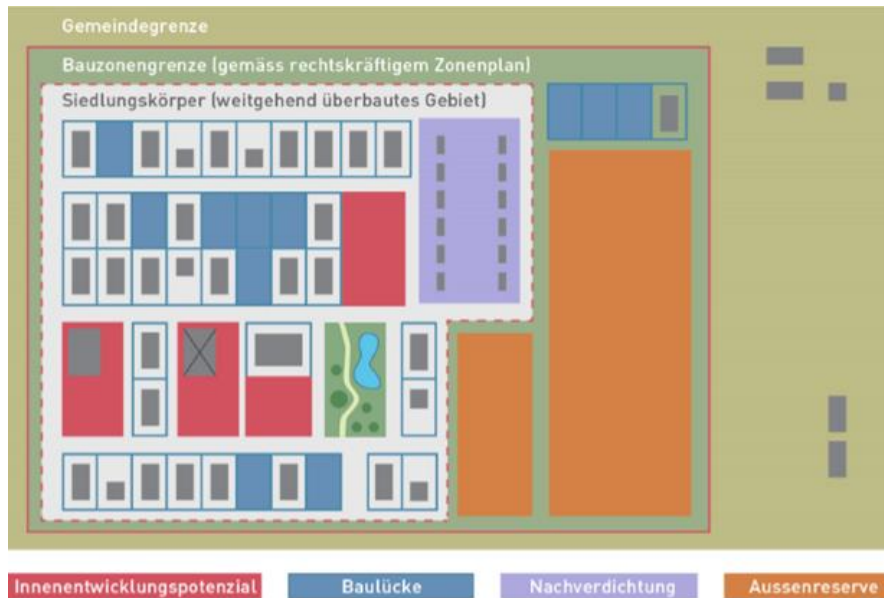 Gemeindegrenze
Bauzonengrenze (gemäss rechtskräftigem Zonenplan)
Siedlungskörper (weitgehend überbautes Gebiet)
Innenentwicklungspotenzial
Baulücke
Nachverdichtung
Aussenreserve